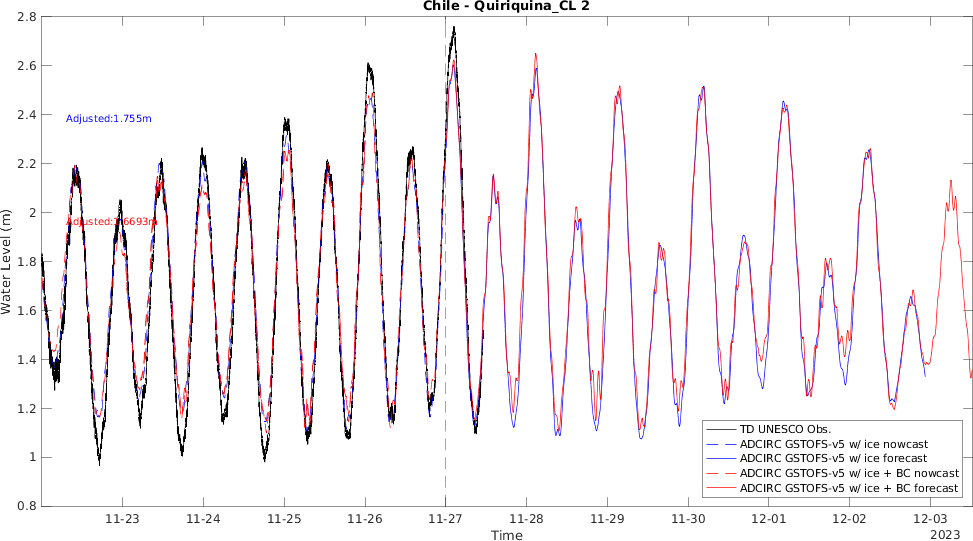 Chile - Quiriquina_CL 2
2.8
2.6
2.4
2.2
2
1.8
1.6
1.4
1.2
1
0.8
Water Level (m)
Adjusted:1.755m
Adjusted:1.6693m
TD UNESCO Obs.
ADCIRC GSTOFS-v5 w/ ice nowcast
ADCIRC GSTOFS-v5 w/ ice forecast
ADCIRC GSTOFS-v5 w/ ice + BC nowcast
ADCIRC GSTOFS-v5 w/ ice + BC forecast
11-23 11-24 11-25 11-26 11-27 11-28 11-29 11-30 12-01 12-02 12-03
Time
2023